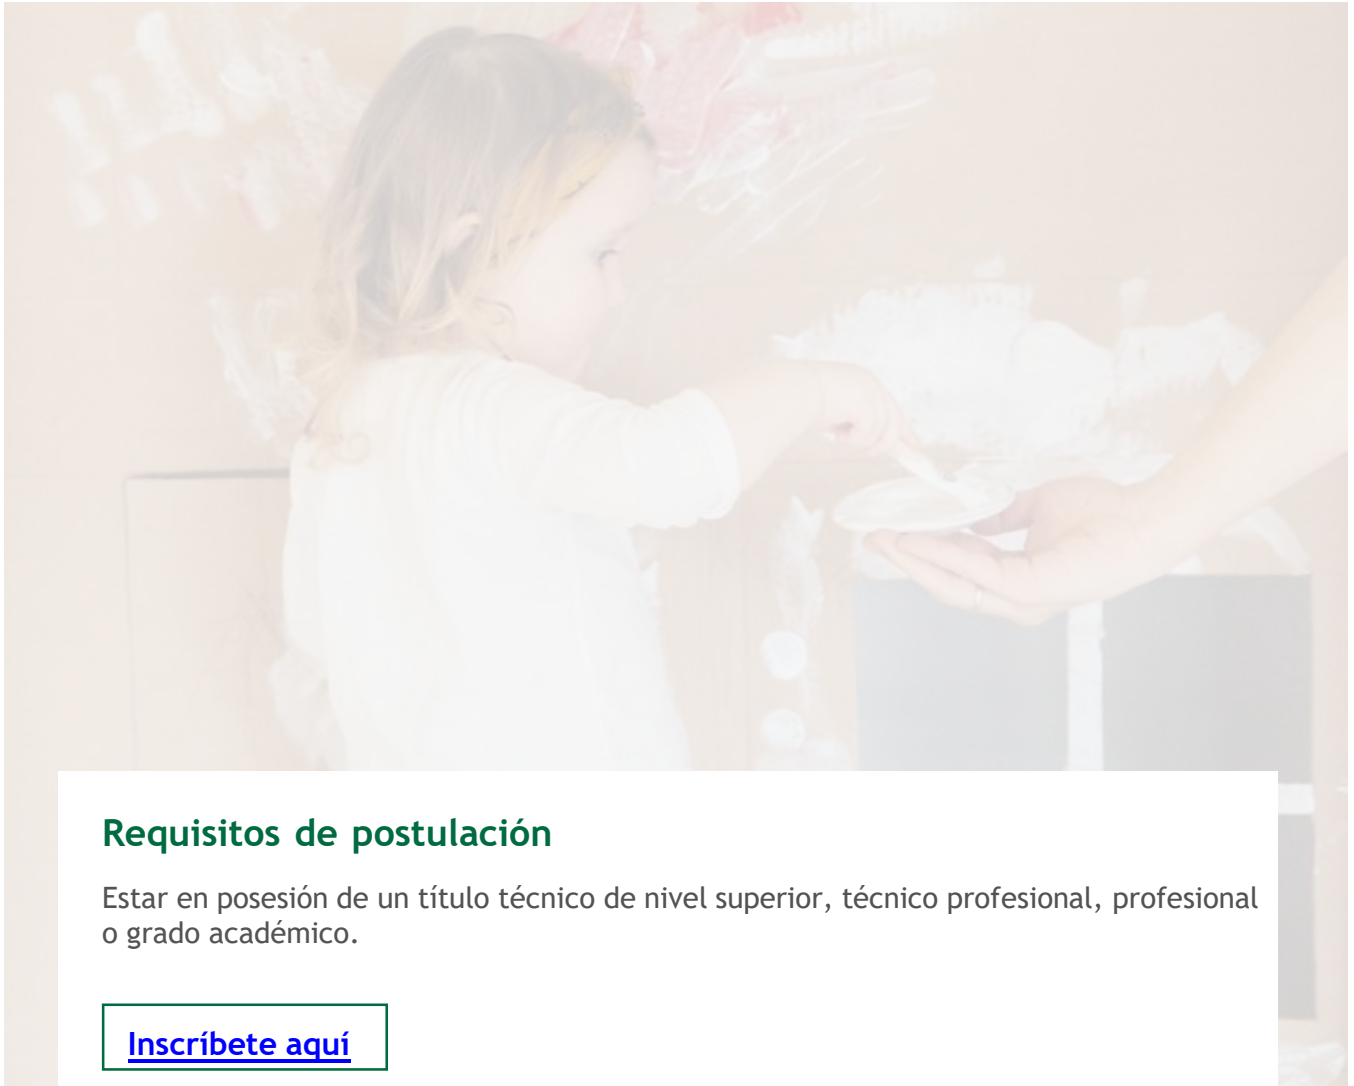 Requisitos de postulación
Estar en posesión de un título técnico de nivel superior, técnico profesional, profesional
o grado académico.
Inscríbete aquí